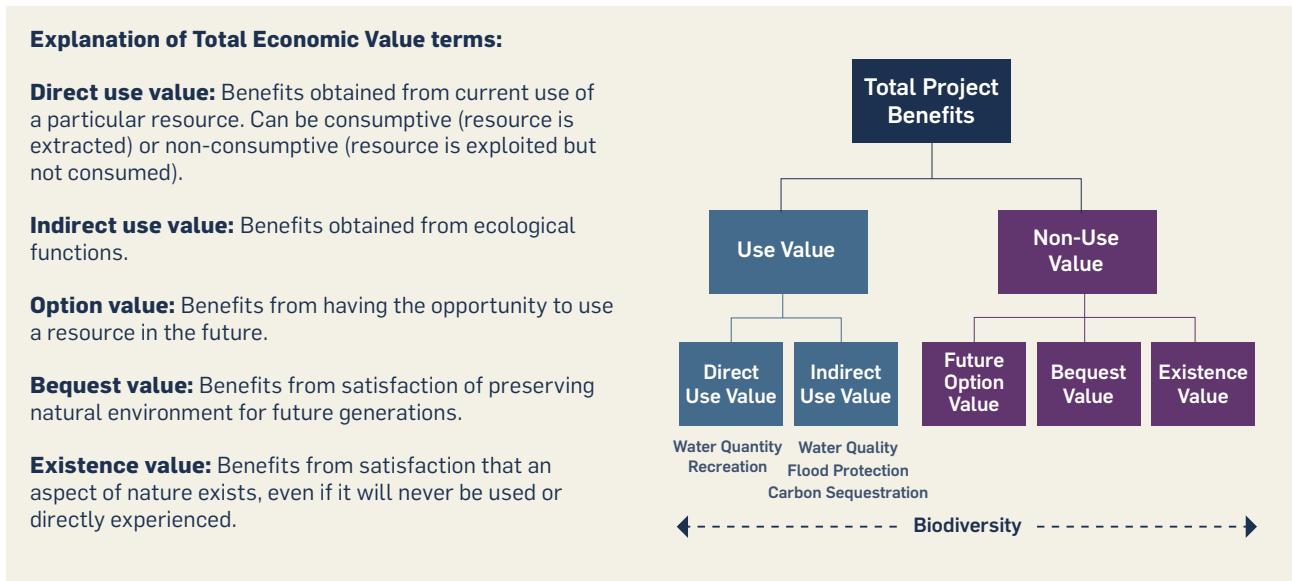 Explanation of Total Economic Value terms:
Direct use value: Benefits obtained from current use of
a particular resource. Can be consumptive (resource is
extracted) or non-consumptive (resource is exploited but
not consumed).
Indirect use value: Benefits obtained from ecological
functions.
Option value: Benefits from having the opportunity to use
a resource in the future.
Bequest value: Benefits from satisfaction of preserving
natural environment for future generations.
Existence value: Benefits from satisfaction that an
aspect of nature exists, even if it will never be used or
directly experienced.
Total Project
Benefits
Use Value
Non-Use
Value
Direct
Use Value
Indirect
Use Value
Future
Option
Value
Bequest
Value
Existence
Value
Water Quantity
Recreation
Water Quality
Flood Protection
Carbon Sequestration
Biodiversity